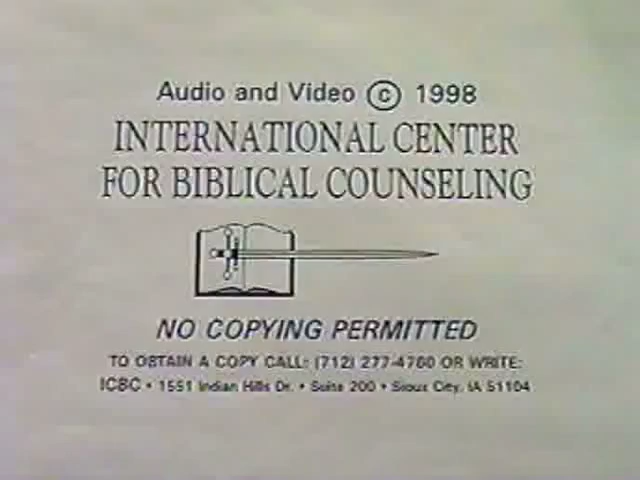 Audio and Video © 1998
INTERNATIONAL CENTER
FOR BIBLICAL COUNSELING
NO COPYING PERMITTED
TO OBTAIN A COPY CALL: (712) 277-4760 OR WRITE:
ICBC • 1551 Indian Hills Dr. • Suite 200 • Sioux City, IA 51104